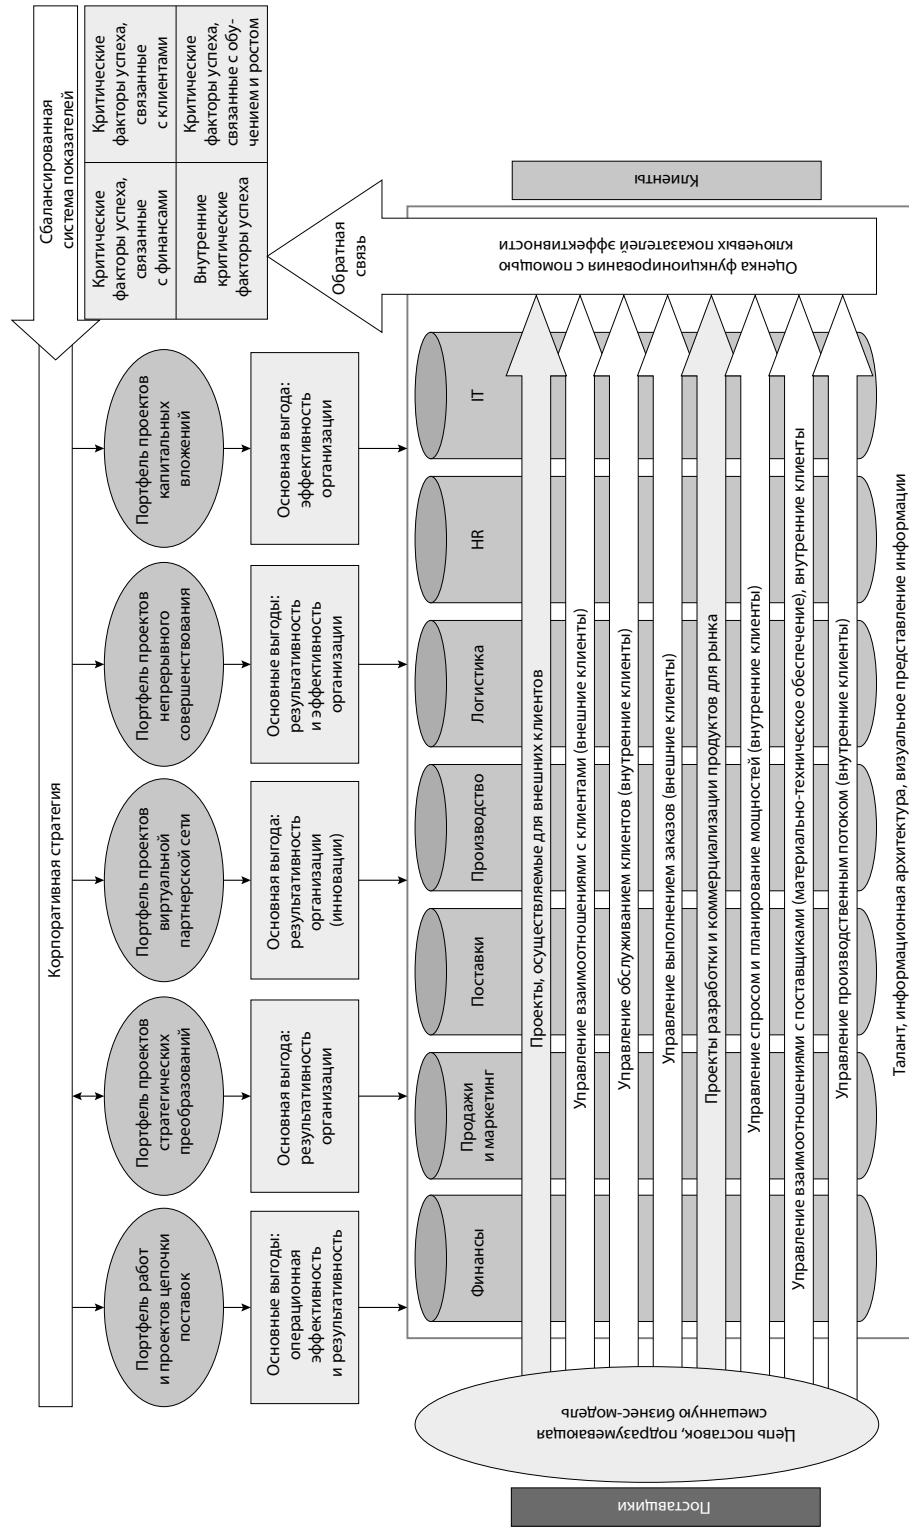 Корпоративная стратегия
Сбалансированная
система показателей
Портфель работ
и проектов цепочки
поставок
Портфель проектов
стратегических
преобразований
Портфель проектов
виртуальной
партнерской сети
Портфель проектов
непрерывного
совершенствования
Портфель проектов
капитальных
вложений
Критические
факторы успеха,
связанные
с финансами
Критические
факторы успеха,
связанные
с клиентами
Внутренние
критические
факторы успеха
Критические
факторы успеха,
связанные с обу-
чением и ростом
Основные выгоды:
операционная
эффективность
и результативность
Основная выгода:
результативность
организации
Основная выгода:
результативность
организации
(инновации)
Основные выгоды:
результативность
и эффективность
организации
Основная выгода:
эффективность
организации
Обратная
связь
Финансы
Продажи
и маркетинг
Поставки
Производство
Логистика
HR
IT
Проекты, осуществляемые для внешних клиентов
Управление взаимоотношениями с клиентами (внешние клиенты)
Управление обслуживанием клиентов (внутренние клиенты)
Управление выполнением заказов (внешние клиенты)
Проекты разработки и коммерциализации продуктов для рынка
Управление спросом и планирование мощностей (внутренние клиенты)
Управление взаимоотношениями с поставщиками (материально-техническое обеспечение), внутренние клиенты
Управление производственным потоком (внутренние клиенты)
Поставщики
Цепь поставок, подразумевающая
смешанную бизнес-модель
Оценка функционирования с помощью
ключевых показателей эффективности
Клиенты
Талант, информационная архитектура, визуальное представление информации